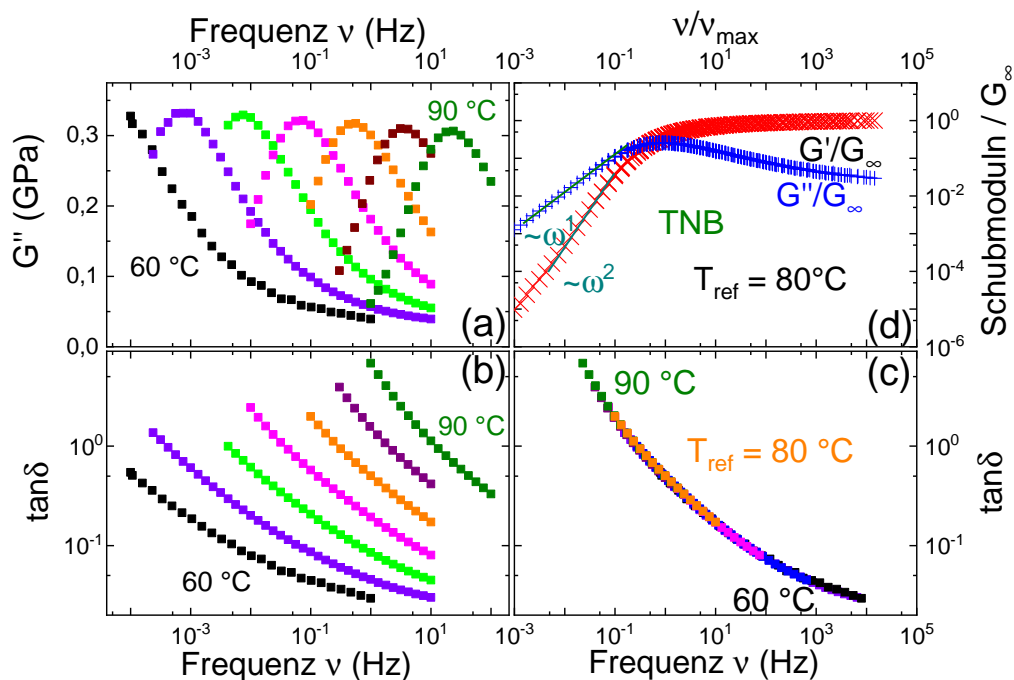 Frequenz ν (Hz)
10⁻³ 10⁻¹ 10¹ 10³
ν/νmax
10⁻³ 10⁻¹ 10¹ 10³ 10⁵
G'' (GPa)
0,3
0,2
0,1
0,0
90 °C
60 °C
(a)
G'/G∞
G''/G∞
TNB
~ω¹
~ω²
Tref = 80°C
(d)
10⁰
10⁻²
10⁻⁴
10⁻⁶
Schubmoduln / G∞
tanδ
10⁰
10⁻¹
(b)
90 °C
60 °C
10⁻³ 10⁻¹ 10¹ 10³
Frequenz ν (Hz)
90 °C
(c)
Tref = 80 °C
60 °C
10⁰
10⁻¹
tanδ
10⁻³ 10⁻¹ 10¹ 10³ 10⁵
Frequenz ν (Hz)